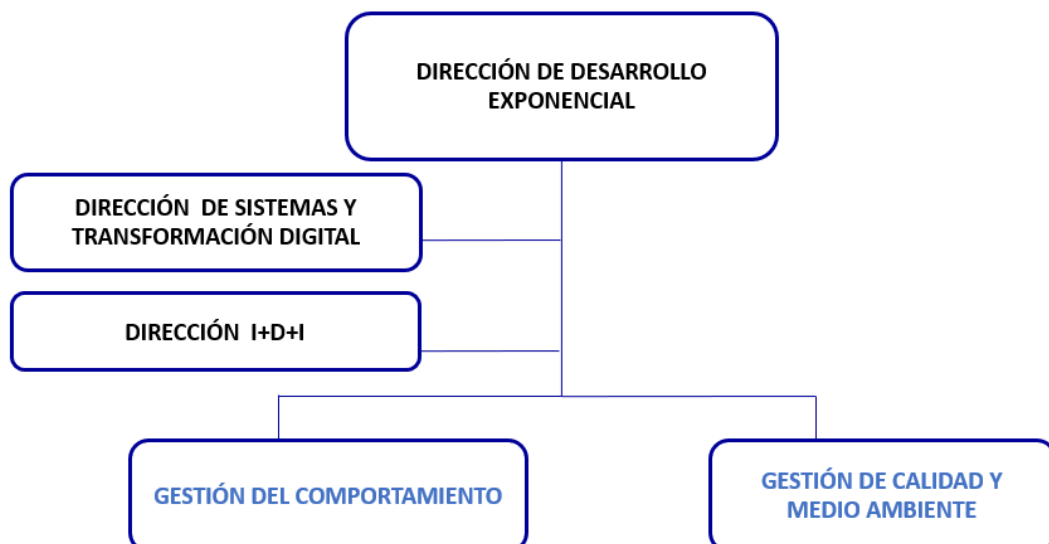 DIRECCIÓN DE DESARROLLO
EXPONENCIAL
DIRECCIÓN DE SISTEMAS Y
TRANSFORMACIÓN DIGITAL
DIRECCIÓN I+D+I
GESTIÓN DEL COMPORTAMIENTO
GESTIÓN DE CALIDAD Y
MEDIO AMBIENTE